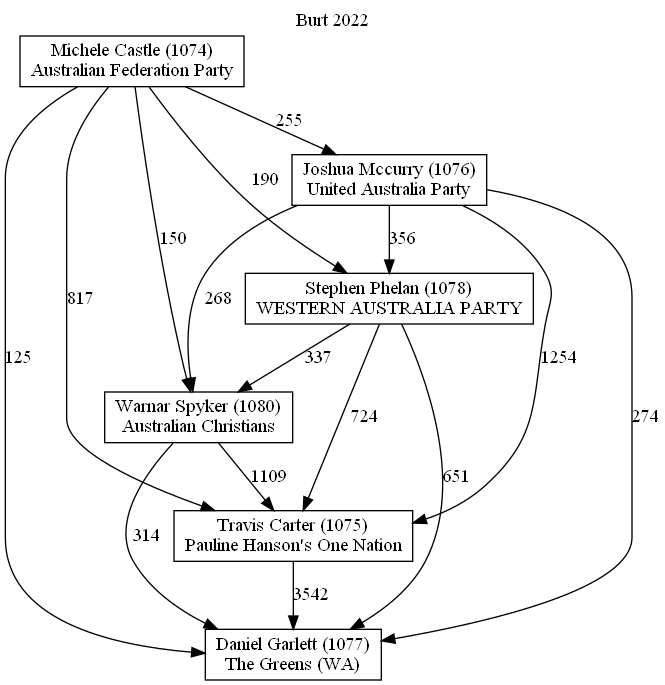 Burt 2022
Michele Castle (1074)
Australian Federation Party
255
Joshua Mccurry (1076)
United Australia Party
190
150
356
268
817
Stephen Phelan (1078)
WESTERN AUSTRALIA PARTY
125
337
1254
Warnar Spyker (1080)
Australian Christians
724
274
1109
651
Travis Carter (1075)
Pauline Hanson's One Nation
314
3542
Daniel Garlett (1077)
The Greens (WA)